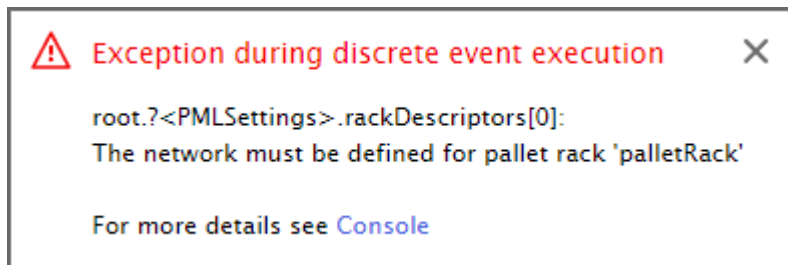 Exception during discrete event execution
root.?<PMLSettings>.rackDescriptors[0]:
The network must be defined for pallet rack 'palletRack'
For more details see Console